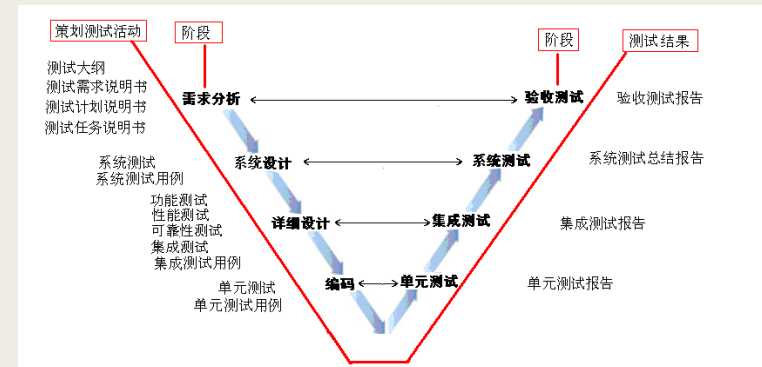 策划测试活动
阶段
阶段
测试结果
测试大纲
测试需求说明书
测试计划说明书
测试任务说明书
需求分析
验收测试
验收测试报告
系统测试
系统测试用例
系统设计
系统测试
系统测试总结报告
功能测试
性能测试
可靠性测试
集成测试
集成测试用例
详细设计
集成测试
集成测试报告
单元测试
单元测试用例
编码
单元测试
单元测试报告